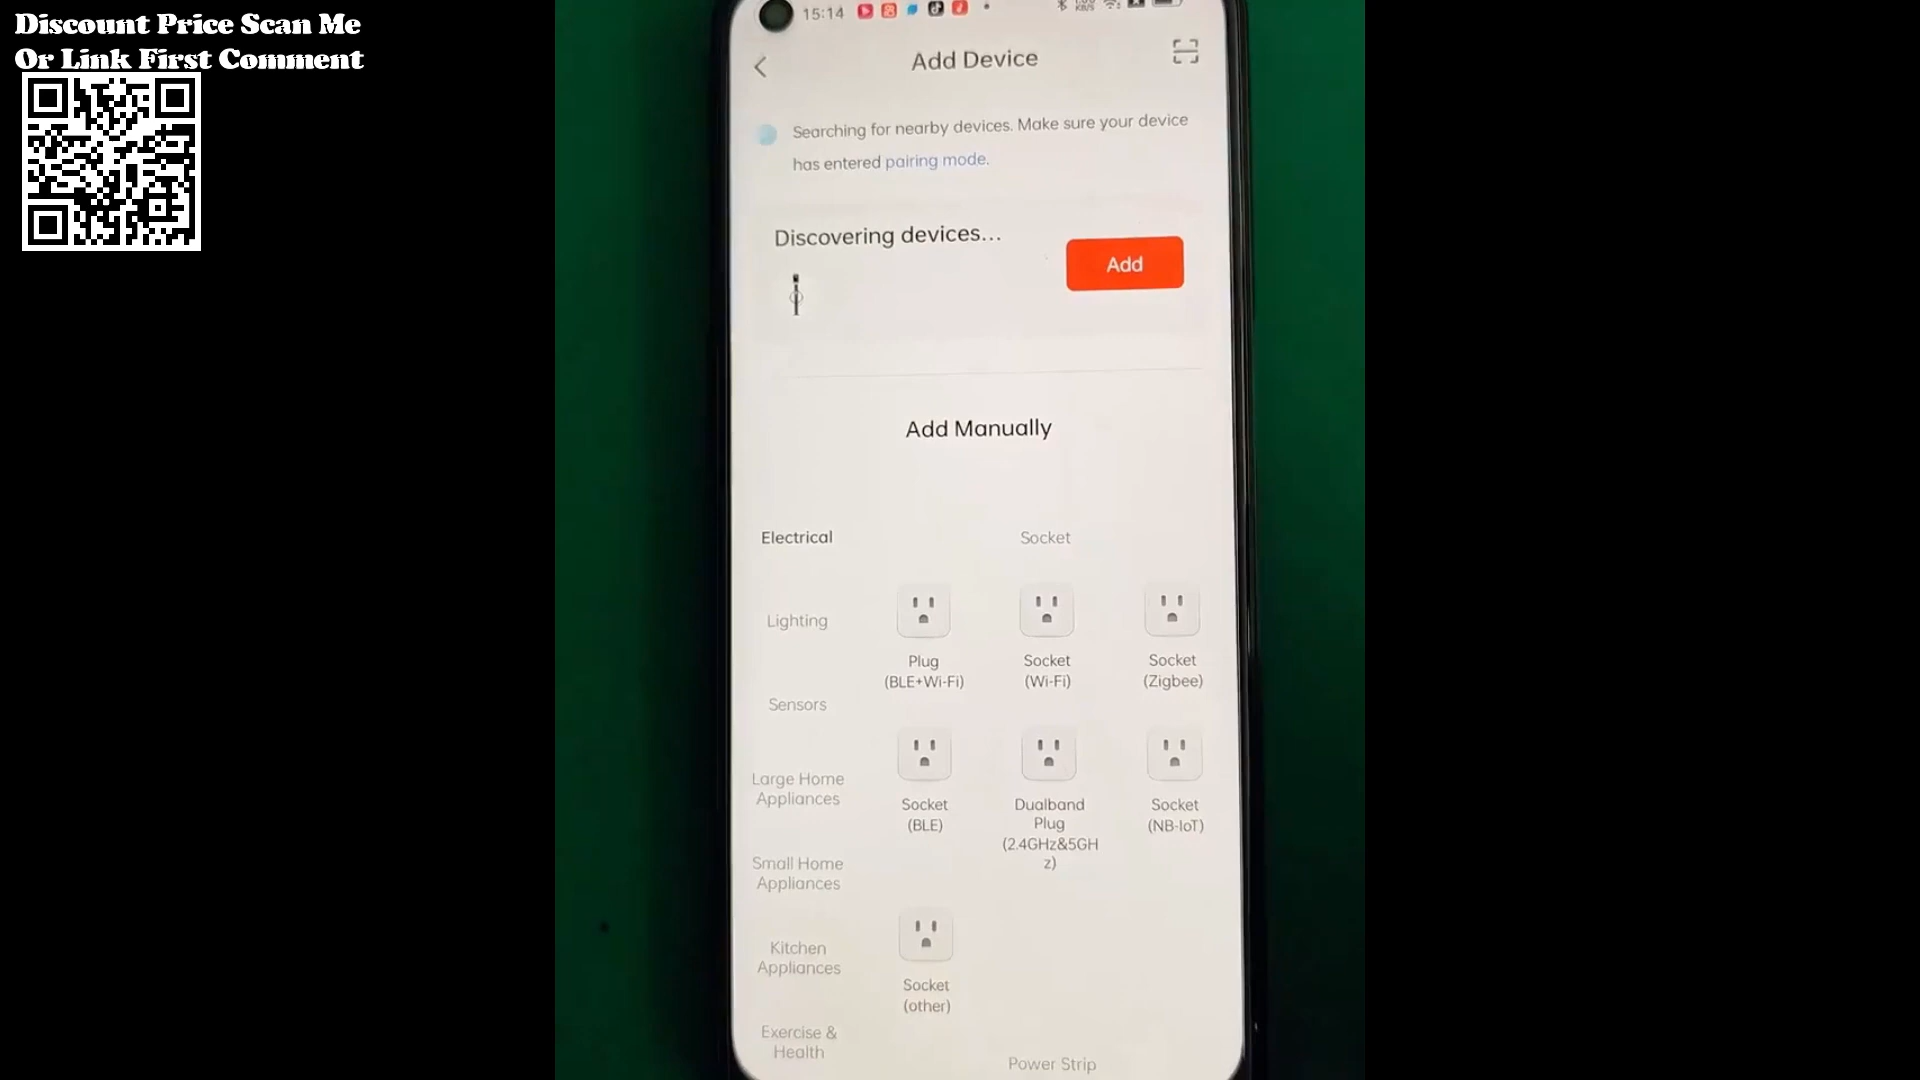 Discount Price Scan Me
Or Link First Comment
15:14
Add Device
Searching for nearby devices. Make sure your device
has entered pairing mode.
Discovering devices...
Add
Add Manually
Electrical
Socket
Lighting
Plug
(BLE+Wi-Fi)
Socket
(Wi-Fi)
Socket
(Zigbee)
Sensors
Large Home
Appliances
Socket
(BLE)
Dualband
Plug
(2.4GHz&5GH
z)
Socket
(NB-IoT)
Small Home
Appliances
Kitchen
Appliances
Socket
(other)
Exercise &
Health
Power Strip